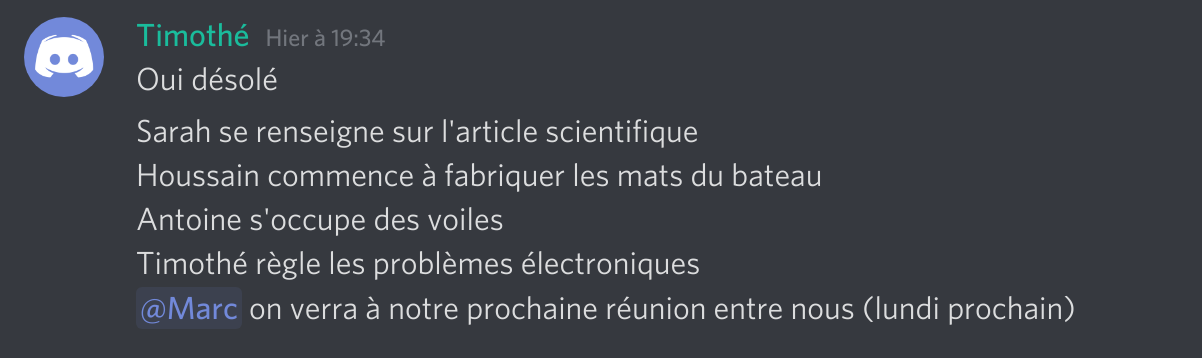 Timothé Hier à 19:34
Oui désolé
Sarah se renseigne sur l'article scientifique
Houssain commence à fabriquer les mats du bateau
Antoine s'occupe des voiles
Timothé règle les problèmes électroniques
@Marc on verra à notre prochaine réunion entre nous (lundi prochain)